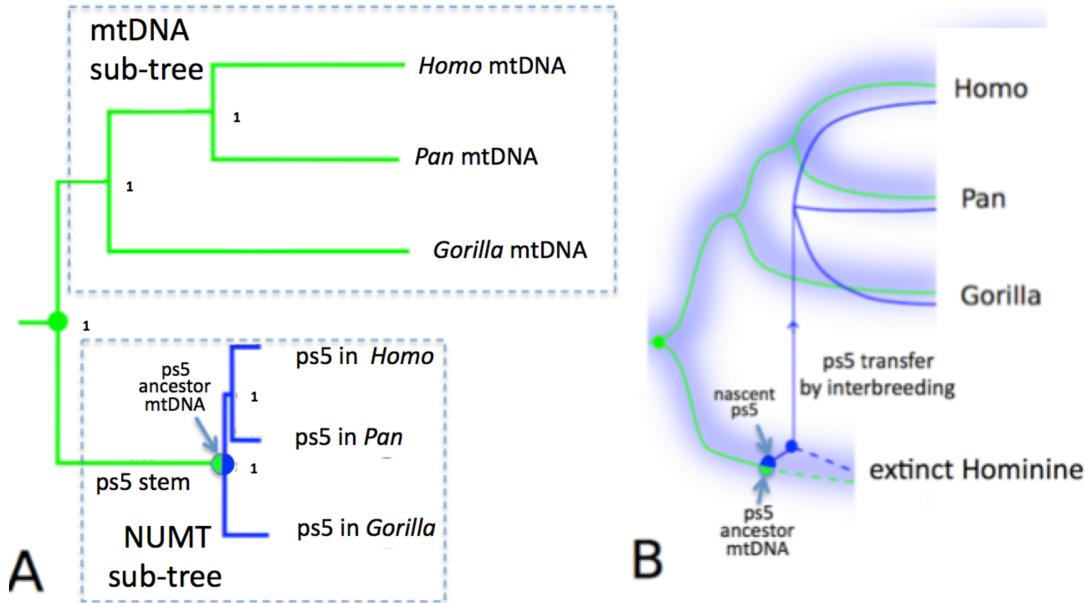 mtDNA
sub-tree
Homo mtDNA
1
Pan mtDNA
1
Gorilla mtDNA
1
ps5
ancestor
mtDNA
ps5 in Homo
1
ps5 in Pan
1
ps5 stem
ps5 in Gorilla
NUMT
sub-tree
A
Homo
Pan
Gorilla
ps5 transfer
by interbreeding
nascent
ps5
extinct Hominine
ps5
ancestor
mtDNA
B